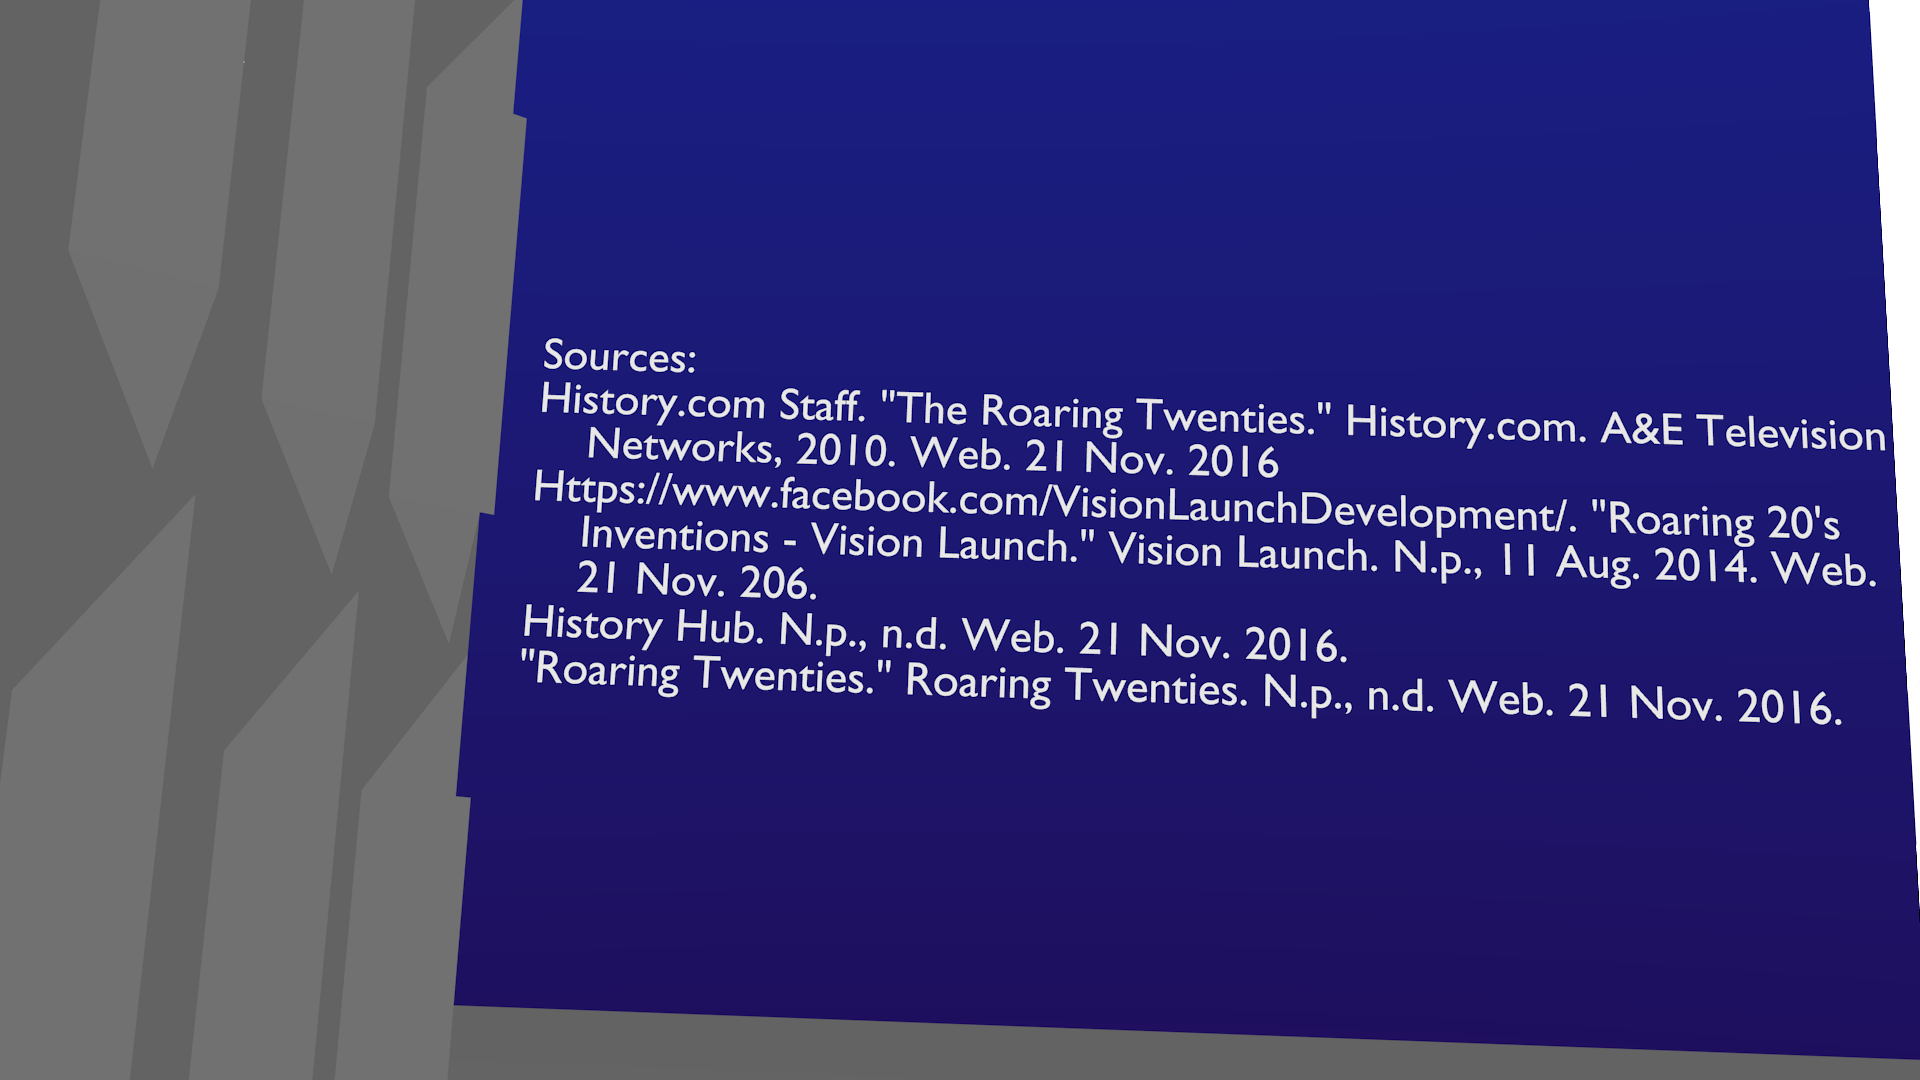 Sources:
History.com Staff. "The Roaring Twenties." History.com. A&E Television
Networks, 2010. Web. 21 Nov. 2016
Https://www.facebook.com/VisionLaunchDevelopment/. "Roaring 20's
Inventions - Vision Launch." Vision Launch. N.p., 11 Aug. 2014. Web.
21 Nov. 206.
History Hub. N.p., n.d. Web. 21 Nov. 2016.
"Roaring Twenties." Roaring Twenties. N.p., n.d. Web. 21 Nov. 2016.